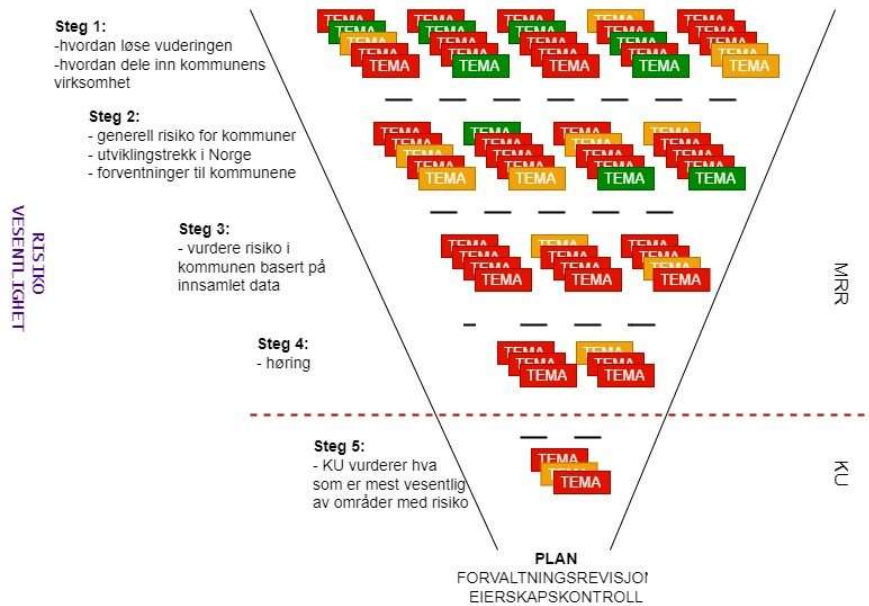 Steg 1:
-hvordan løse vuderingen
-hvordan dele inn kommunens
virksomhet
TEMA TEMA TEMA TEMA TEMA
Steg 2:
- generell risiko for kommuner
- utviklingstrekk i Norge
- forventninger til kommunene
TEMA TEMA TEMA TEMA
RISIKO
VESENTLIGHET
Steg 3:
- vurdere risiko i
kommunen basert på
innsamlet data
TEMA TEMA TEMA
MRR
Steg 4:
- høring
TEMA TEMA
Steg 5:
- KU vurderer hva
som er mest vesentlig
av områder med risiko
TEMA
TEMA
KU
PLAN
FORVALTNINGSREVISJON
EIERSKAPSKONTROLL